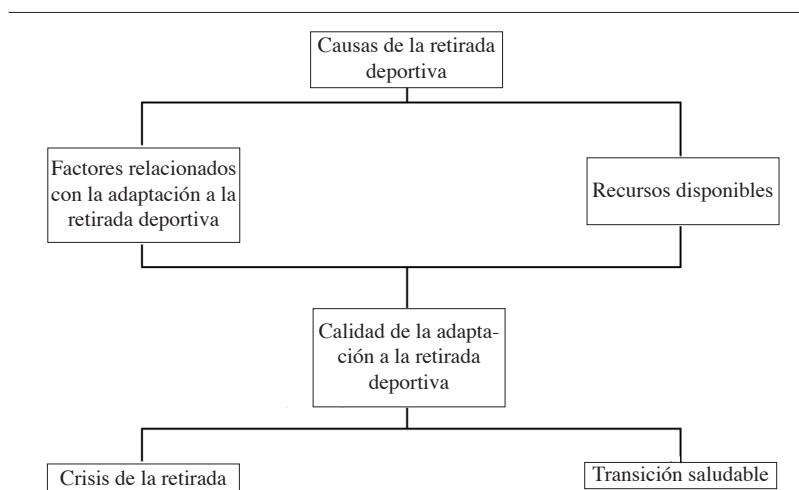 Causas de la retirada
deportiva
Factores relacionados
con la adaptación a la
retirada deportiva
Recursos disponibles
Calidad de la adapta-
ción a la retirada
deportiva
Crisis de la retirada
Transición saludable